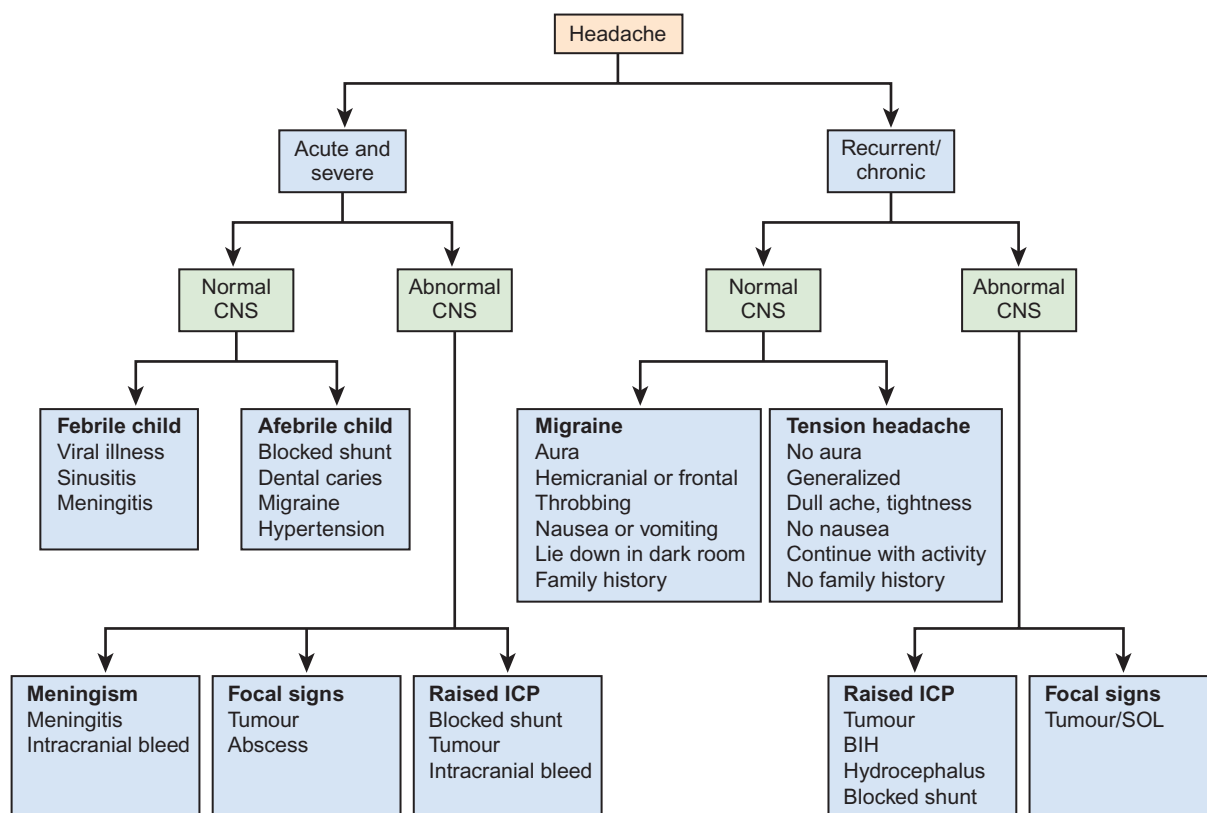 Headache
Acute and
severe
Recurrent/
chronic
Normal
CNS
Abnormal
CNS
Normal
CNS
Abnormal
CNS
Febrile child
Viral illness
Sinusitis
Meningitis
Afebrile child
Blocked shunt
Dental caries
Migraine
Hypertension
Migraine
Aura
Hemicranial or frontal
Throbbing
Nausea or vomiting
Lie down in dark room
Family history
Tension headache
No aura
Generalized
Dull ache, tightness
No nausea
Continue with activity
No family history
Meningism
Meningitis
Intracranial bleed
Focal signs
Tumour
Abscess
Raised ICP
Blocked shunt
Tumour
Intracranial bleed
Raised ICP
Tumour
BIH
Hydrocephalus
Blocked shunt
Focal signs
Tumour/SOL